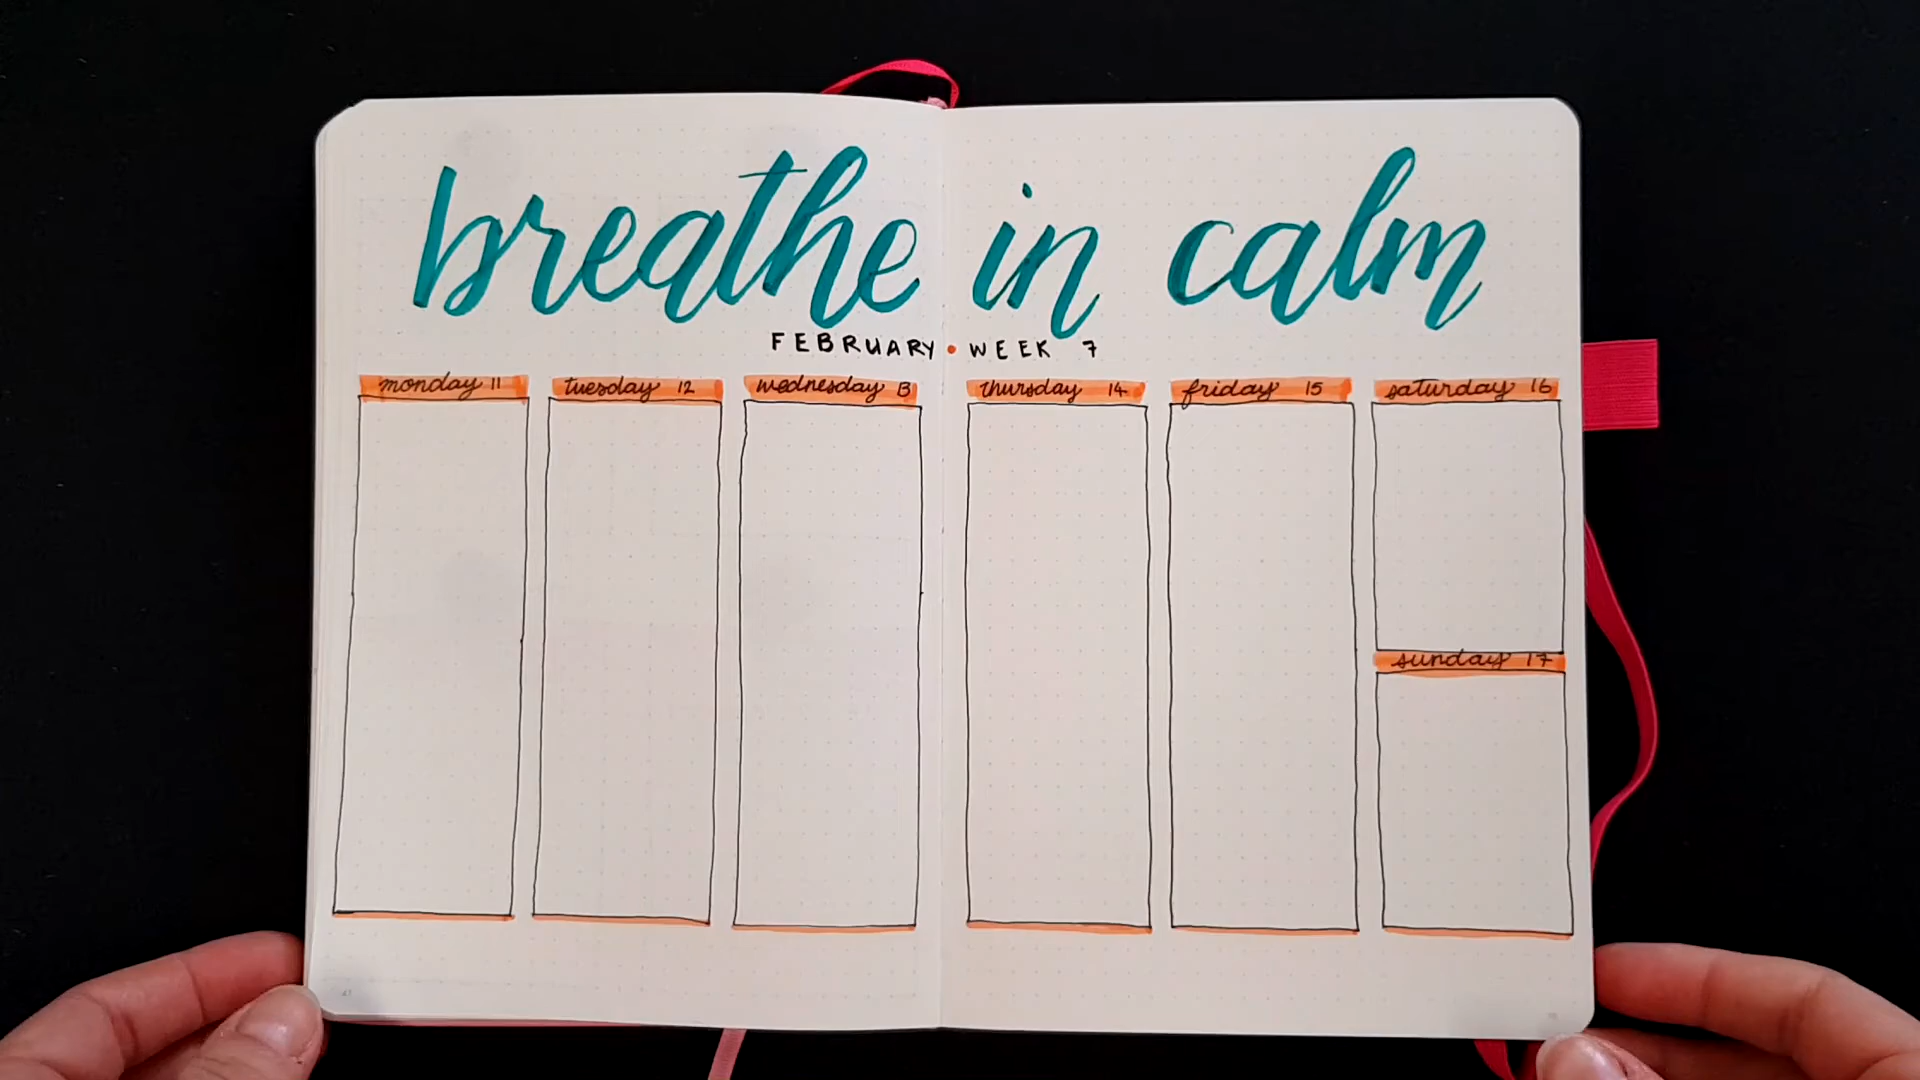 breathe in calm
FEBRUARY • WEEK 7
monday 11 tuesday 12 wednesday 13 thursday 14 friday 15 saturday 16
sunday 17